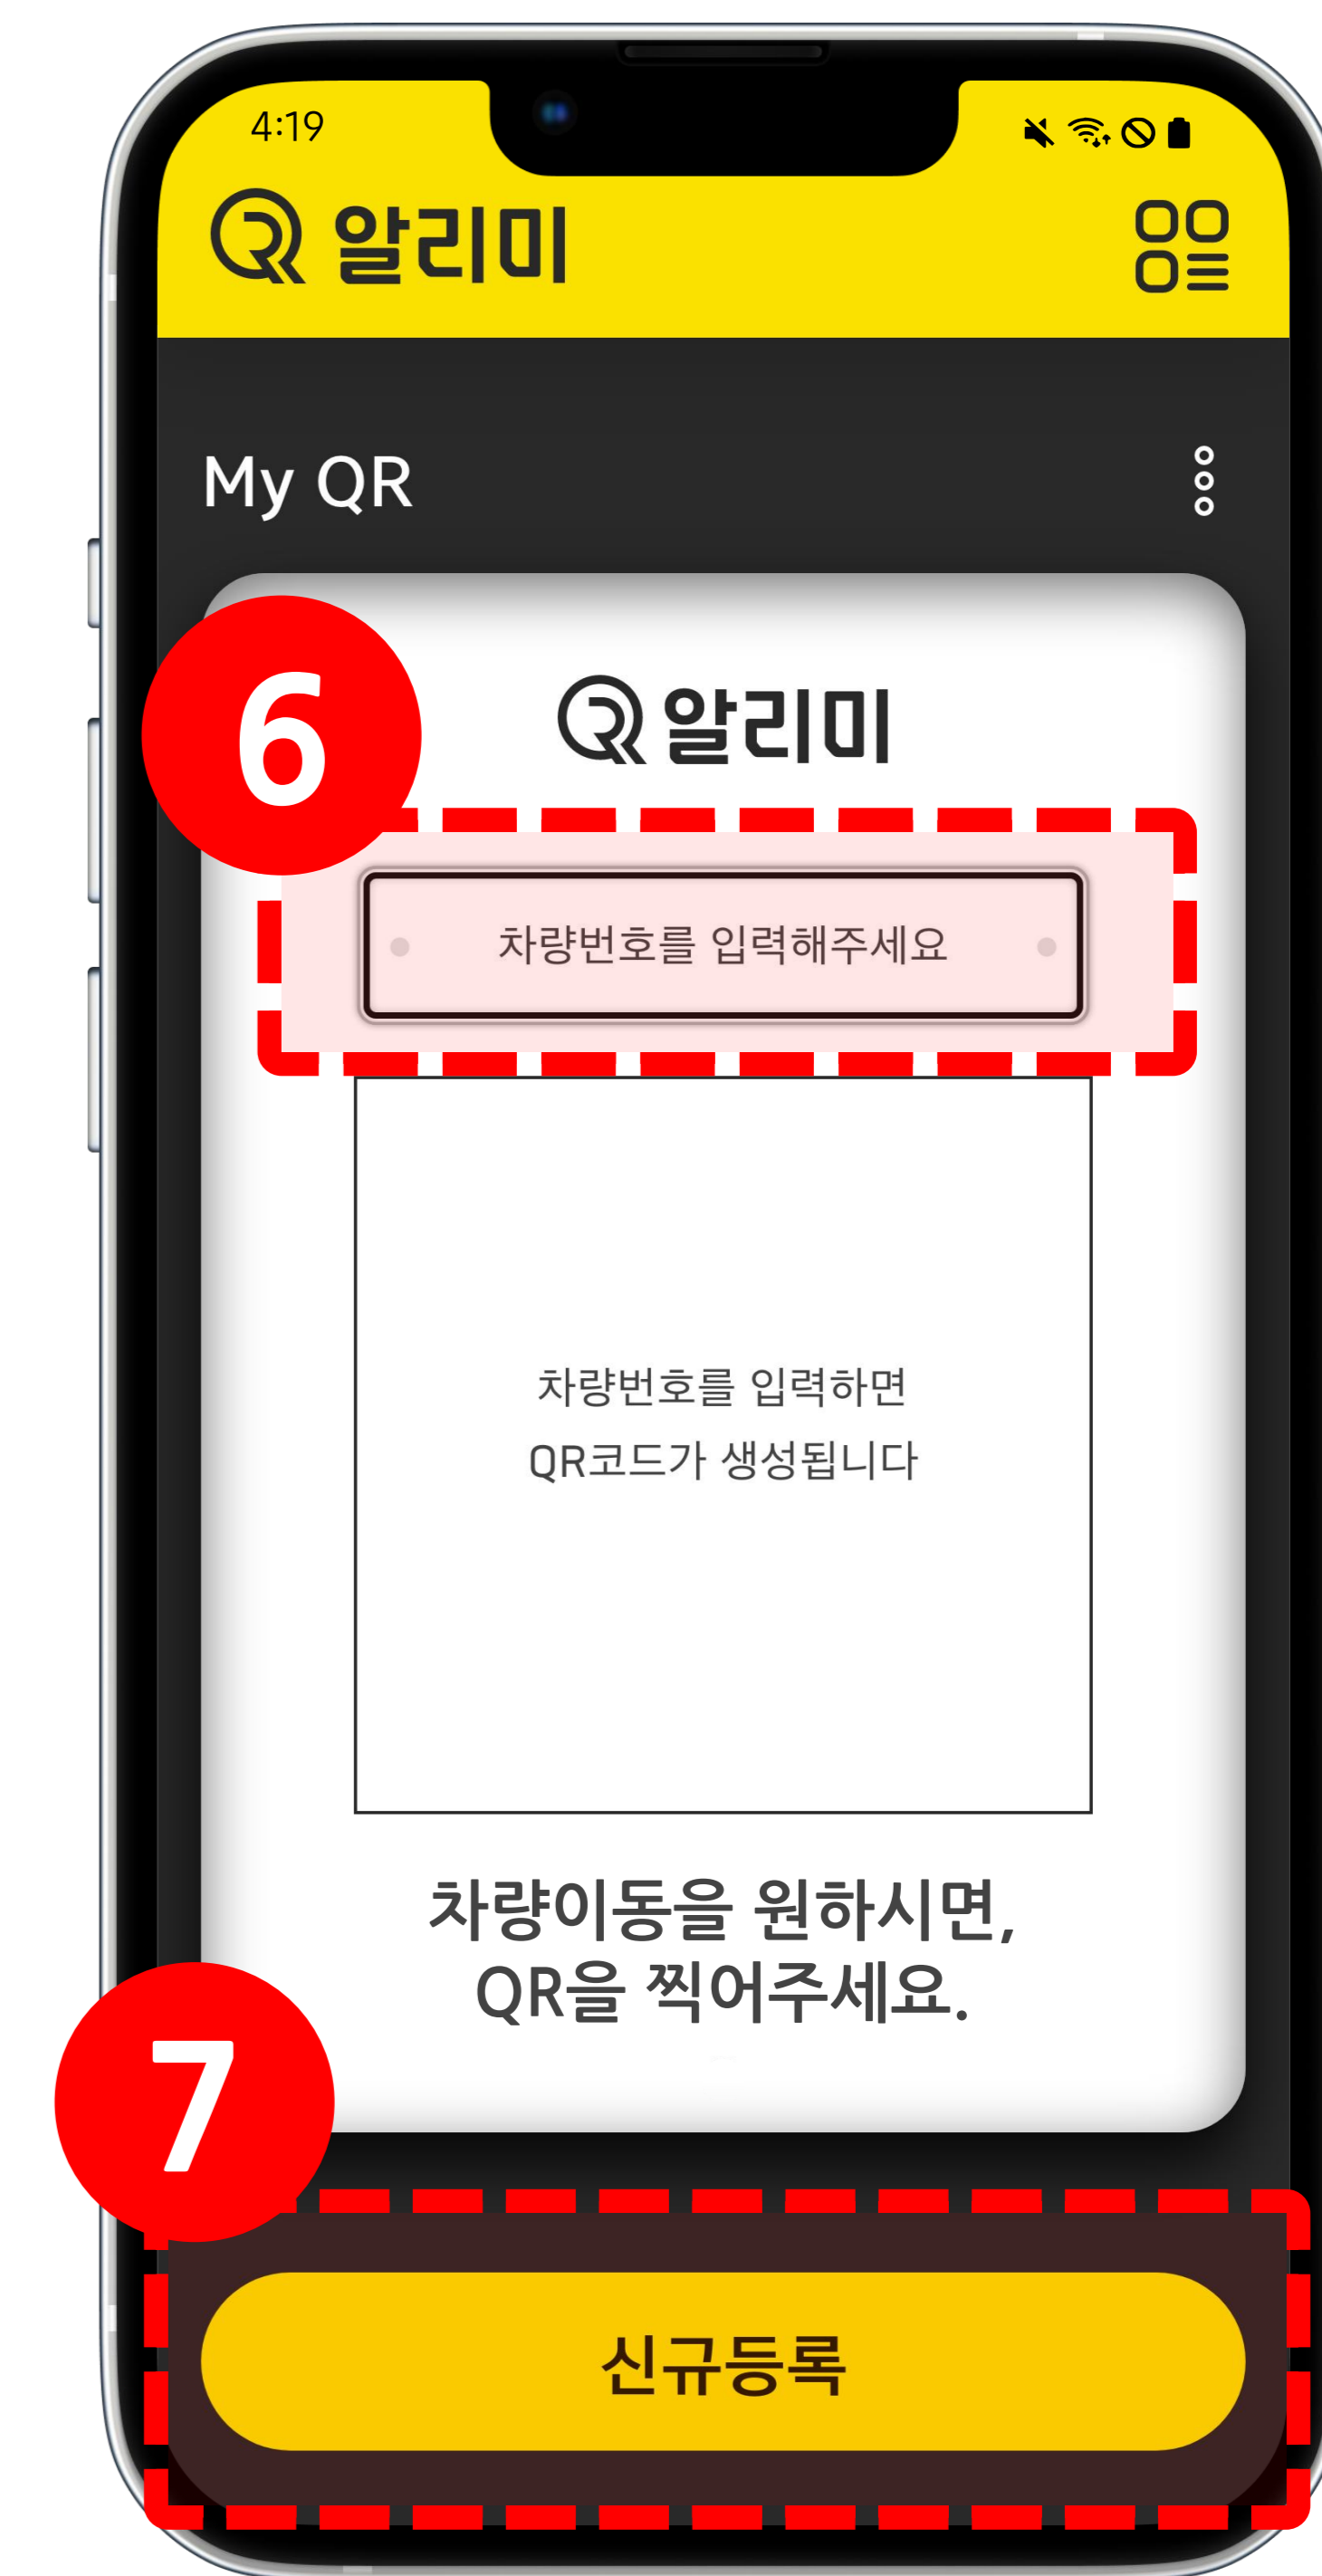 4:19
QR 알리미
My QR
6
QR 알리미
차량번호를 입력해주세요
차량번호를 입력하면
QR코드가 생성됩니다
차량이동을 원하시면,
QR을 찍어주세요.
7
신규등록